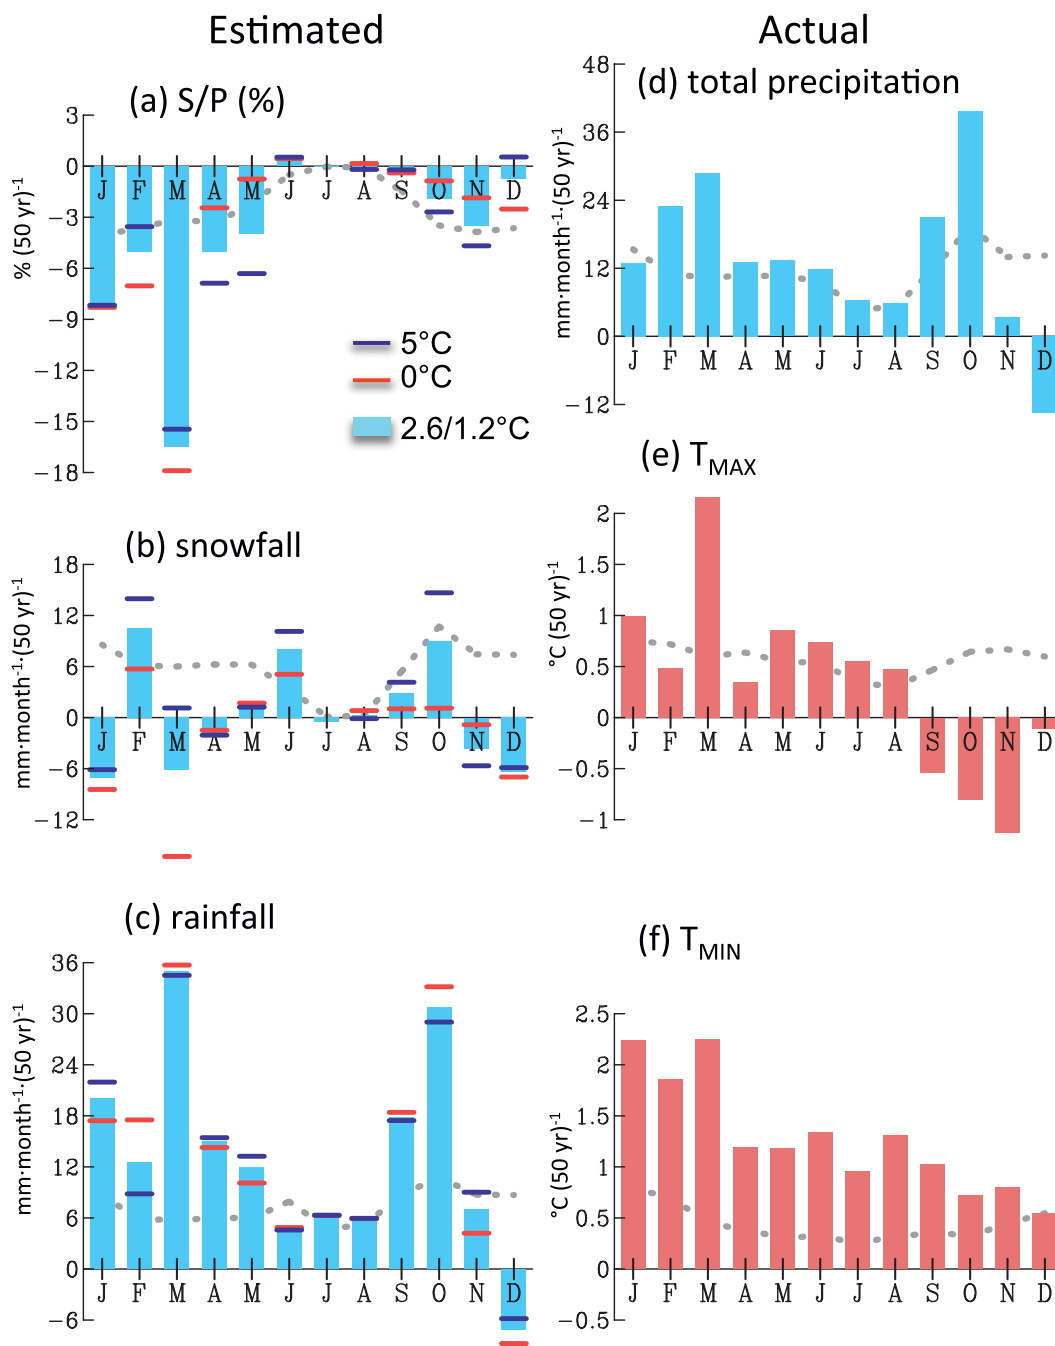 Estimated
Actual
(a) S/P (%)
3
0
−3
−6
−9
−12
−15
−18
% (50 yr)⁻¹
J F M A M J J A S O N D
5°C
0°C
2.6/1.2°C
(d) total precipitation
48
36
24
12
0
−12
mm·month⁻¹·(50 yr)⁻¹
J F M A M J J A S O N D
(b) snowfall
18
12
6
0
−6
−12
mm·month⁻¹·(50 yr)⁻¹
J F M A M J J A S O N D
(e) TMAX
2
1.5
1
0.5
0
−0.5
−1
°C (50 yr)⁻¹
J F M A M J J A S O N D
(c) rainfall
36
30
24
18
12
6
0
−6
mm·month⁻¹·(50 yr)⁻¹
J F M A M J J A S O N D
(f) TMIN
2.5
2
1.5
1
0.5
0
−0.5
°C (50 yr)⁻¹
J F M A M J J A S O N D